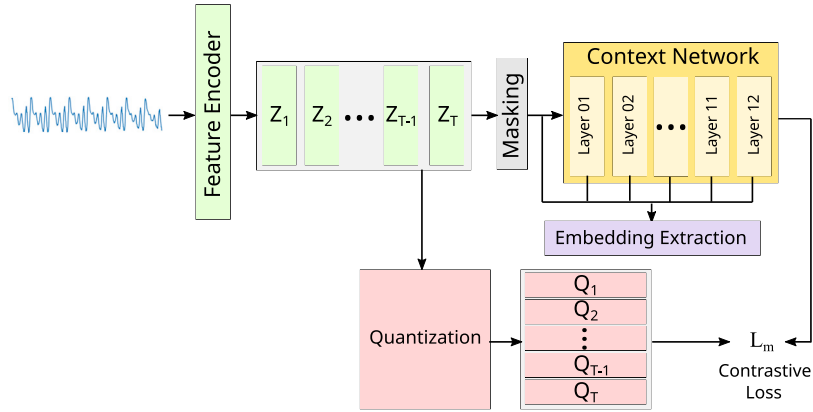 Feature Encoder
Z1 Z2 ••• ZT-1 ZT
Masking
Context Network
Layer 01
Layer 02
•••
Layer 11
Layer 12
Embedding Extraction
Quantization
Q1
Q2
⋮
QT-1
QT
Lm
Contrastive
Loss